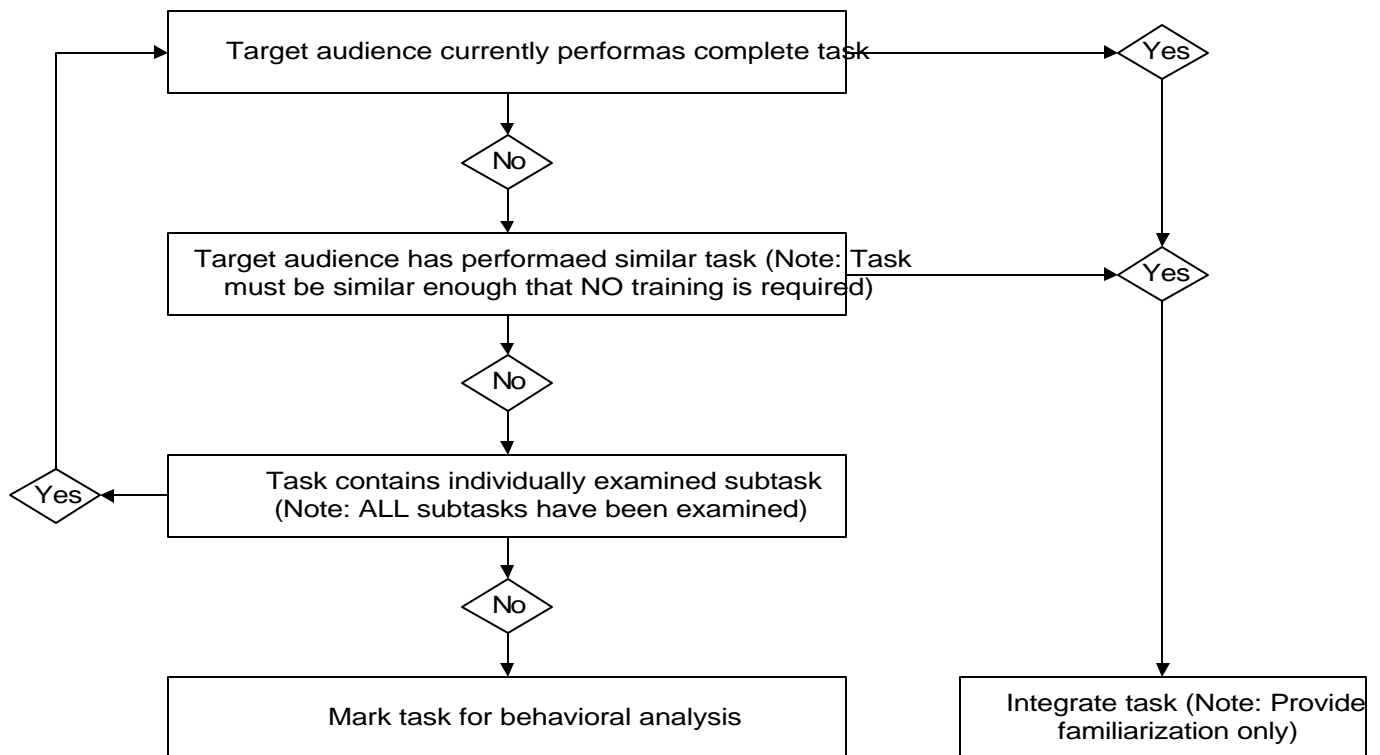 Target audience currently performas complete task
Yes
No
Target audience has performaed similar task (Note: Task
must be similar enough that NO training is required)
Yes
No
Task contains individually examined subtask
(Note: ALL subtasks have been examined)
Yes
No
Mark task for behavioral analysis
Integrate task (Note: Provide
familiarization only)